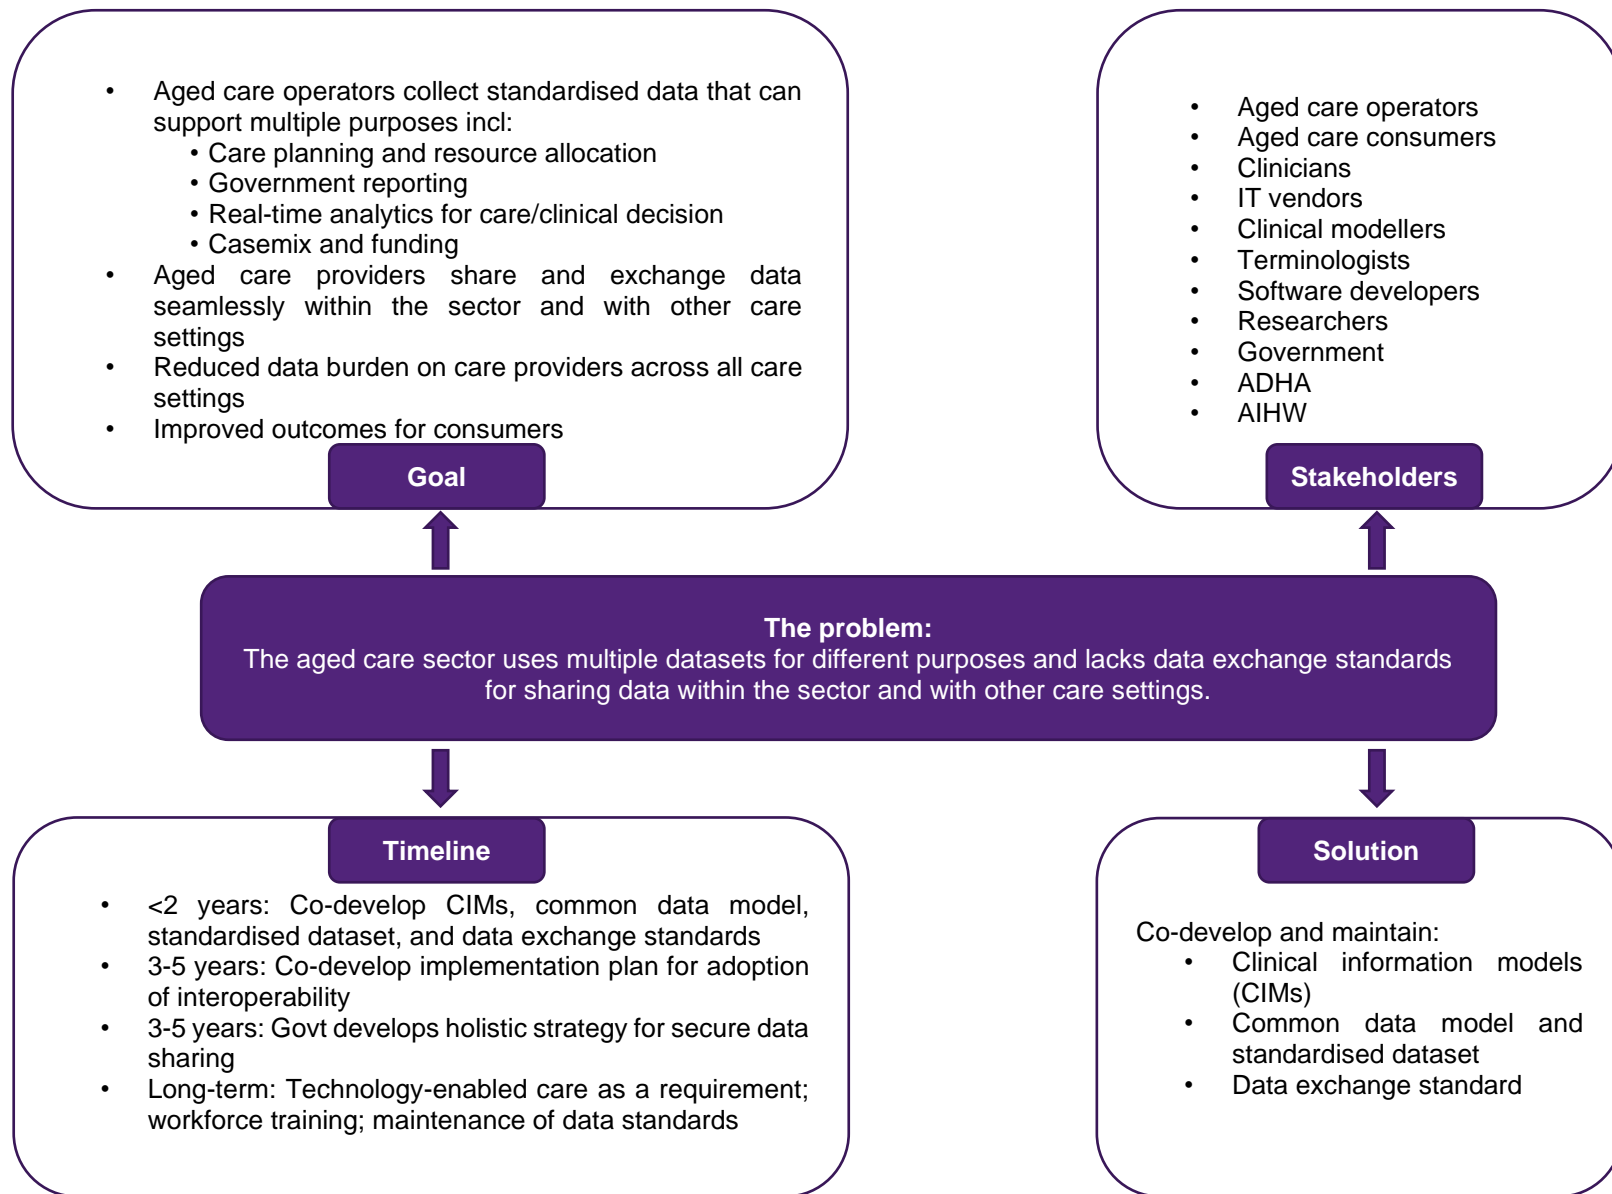 • Aged care operators collect standardised data that can
support multiple purposes incl:
• Care planning and resource allocation
• Government reporting
• Real-time analytics for care/clinical decision
• Casemix and funding
• Aged care providers share and exchange data
seamlessly within the sector and with other care
settings
• Reduced data burden on care providers across all care
settings
• Improved outcomes for consumers
Goal
• Aged care operators
• Aged care consumers
• Clinicians
• IT vendors
• Clinical modellers
• Terminologists
• Software developers
• Researchers
• Government
• ADHA
• AIHW
Stakeholders
The problem:
The aged care sector uses multiple datasets for different purposes and lacks data exchange standards
for sharing data within the sector and with other care settings.
Timeline
• <2 years: Co-develop CIMs, common data model,
standardised dataset, and data exchange standards
• 3-5 years: Co-develop implementation plan for adoption
of interoperability
• 3-5 years: Govt develops holistic strategy for secure data
sharing
• Long-term: Technology-enabled care as a requirement;
workforce training; maintenance of data standards
Solution
Co-develop and maintain:
• Clinical information models
(CIMs)
• Common data model and
standardised dataset
• Data exchange standard